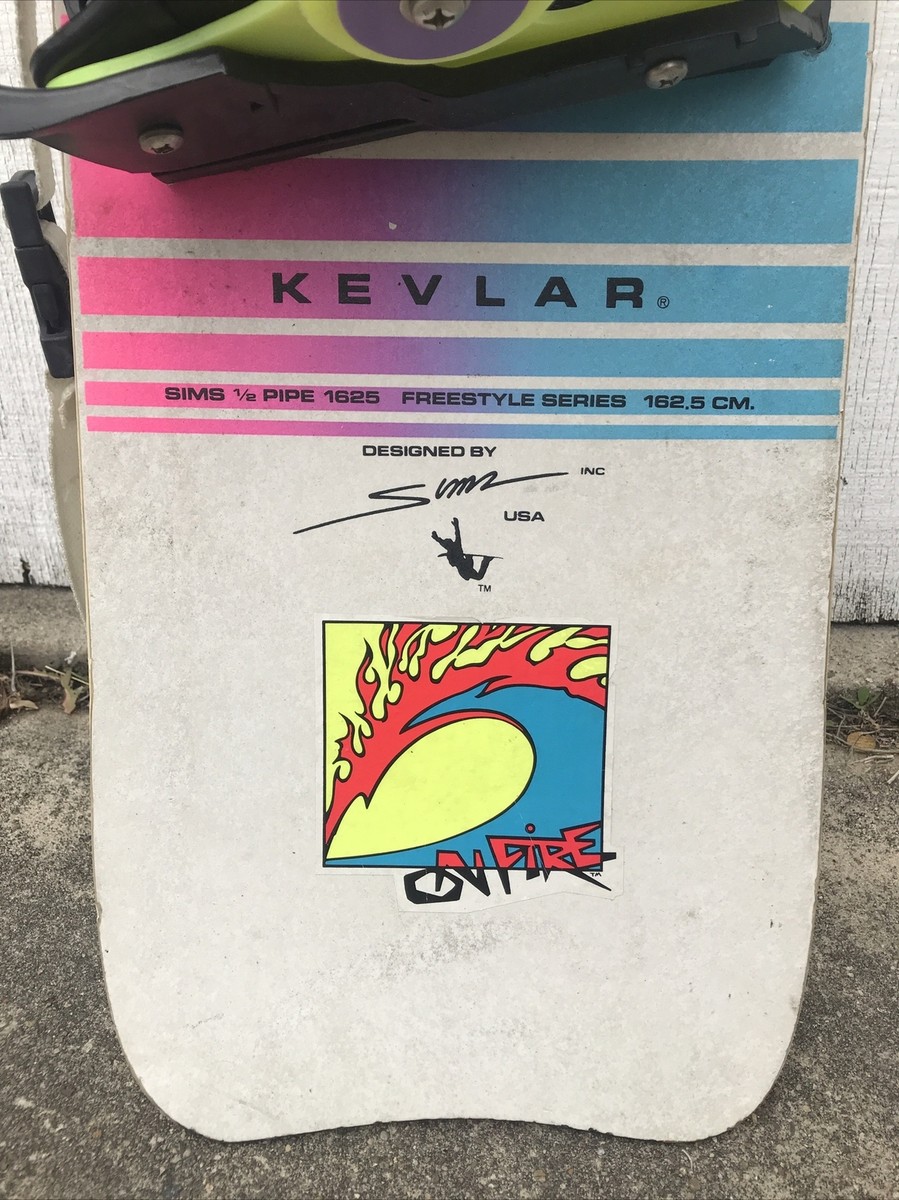 KEVLAR®
SIMS ½ PIPE 1625 FREESTYLE SERIES 162.5 CM.
DESIGNED BY
Sims INC
USA
TM
ON FIRE
TM